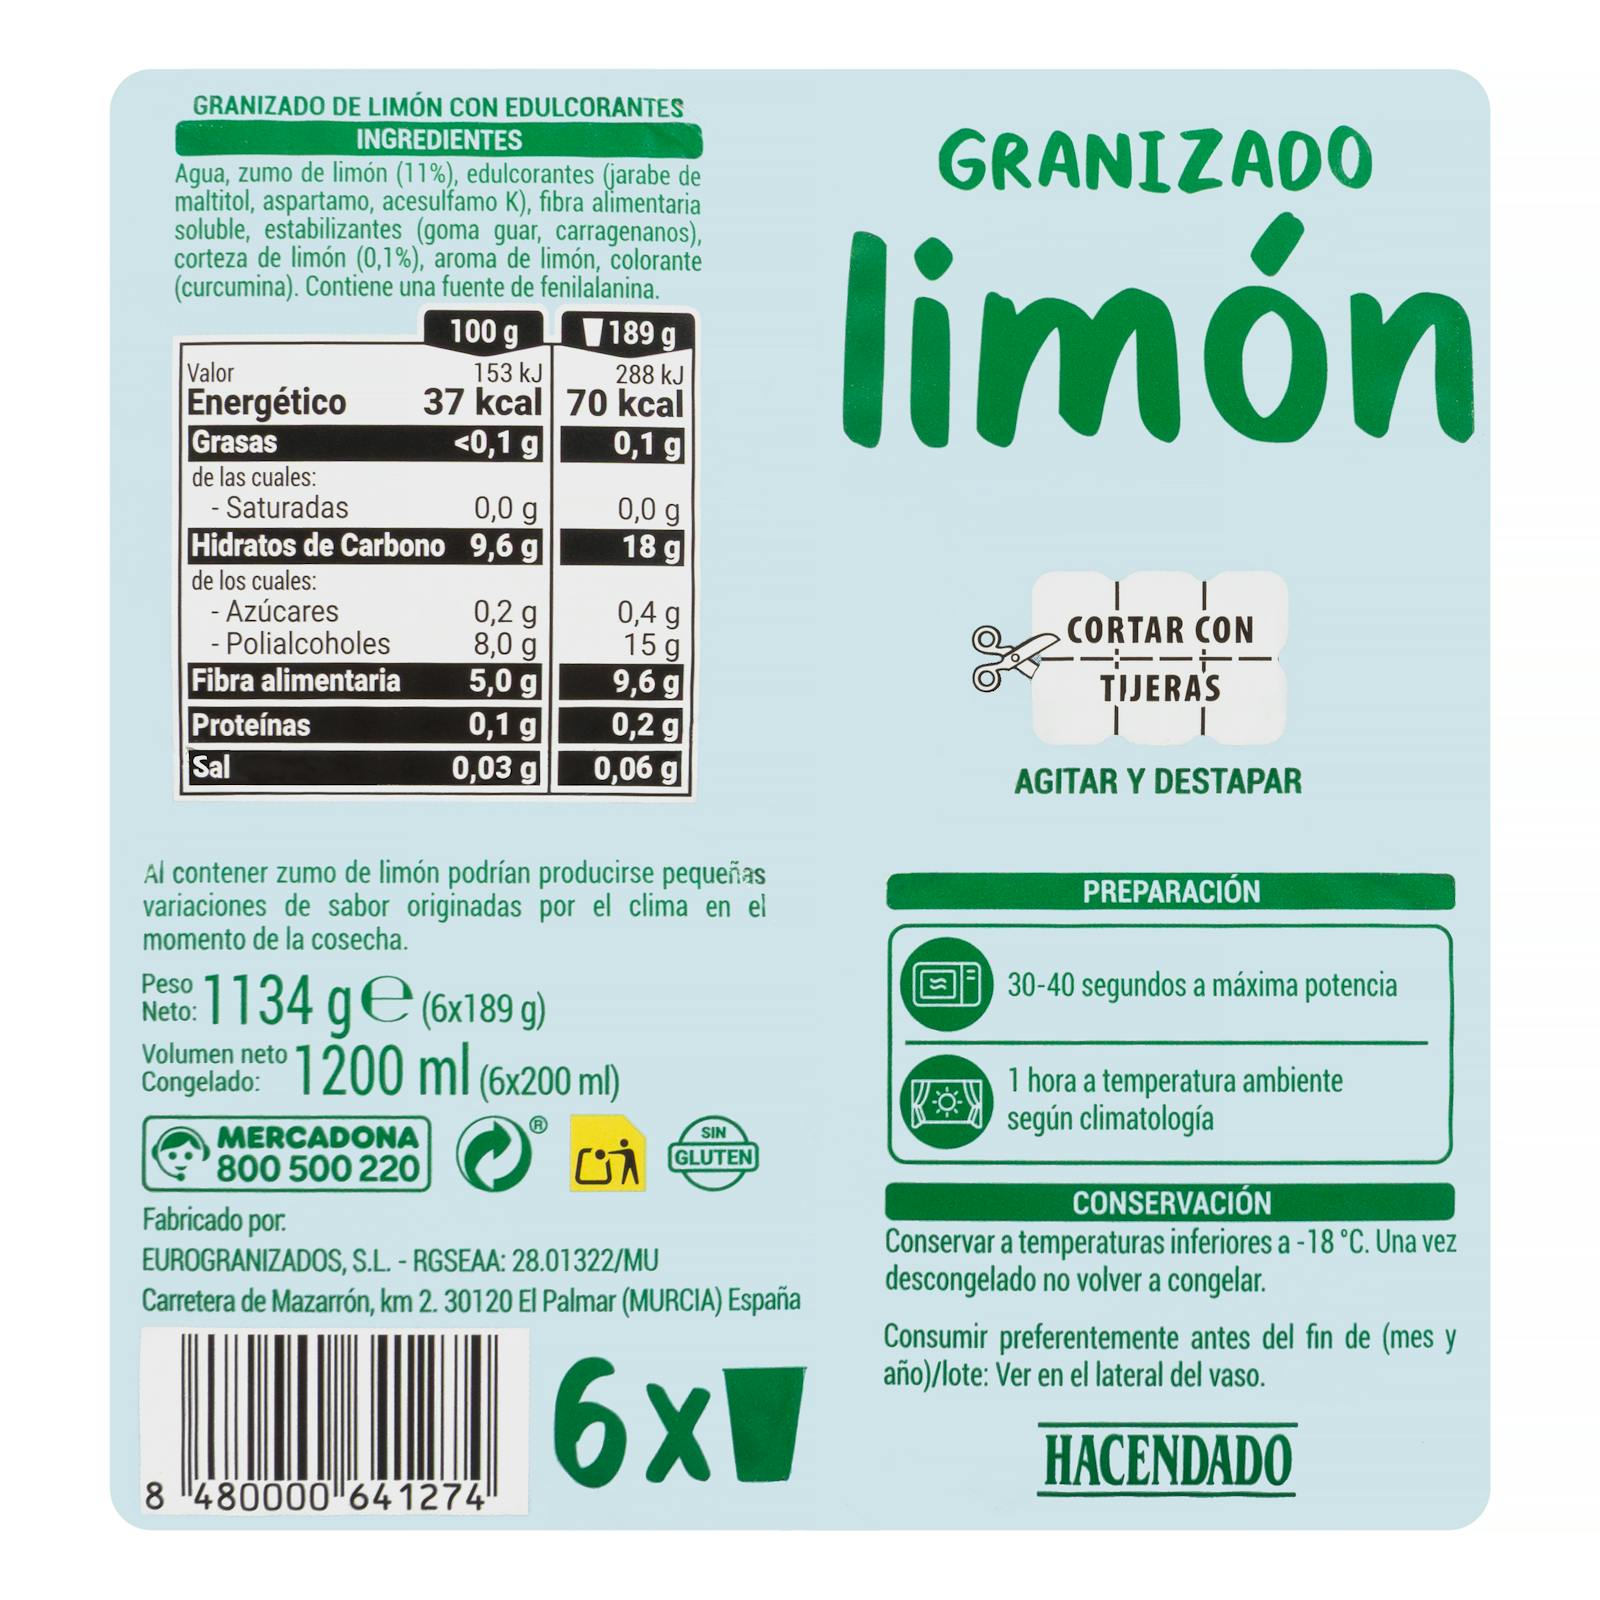 GRANIZADO DE LIMÓN CON EDULCORANTES
INGREDIENTES
Agua, zumo de limón (11%), edulcorantes (jarabe de
maltitol, aspartamo, acesulfamo K), fibra alimentaria
soluble, estabilizantes (goma guar, carragenanos),
corteza de limón (0,1%), aroma de limón, colorante
(curcumina). Contiene una fuente de fenilalanina.
100 g 189 g
Valor 153 kJ 288 kJ
Energético 37 kcal 70 kcal
Grasas <0,1 g 0,1 g
de las cuales:
- Saturadas 0,0 g 0,0 g
Hidratos de Carbono 9,6 g 18 g
de los cuales:
- Azúcares 0,2 g 0,4 g
- Polialcoholes 8,0 g 15 g
Fibra alimentaria 5,0 g 9,6 g
Proteínas 0,1 g 0,2 g
Sal 0,03 g 0,06 g
Al contener zumo de limón podrían producirse pequeñas
variaciones de sabor originadas por el clima en el
momento de la cosecha.
Peso
Neto: 1134 g e (6x189 g)
Volumen neto
Congelado: 1200 ml (6x200 ml)
MERCADONA
800 500 220
®
SIN
GLUTEN
Fabricado por:
EUROGRANIZADOS, S.L. - RGSEAA: 28.01322/MU
Carretera de Mazarrón, km 2. 30120 El Palmar (MURCIA) España
8 480000 641274
6x
GRANIZADO
limón
CORTAR CON
TIJERAS
AGITAR Y DESTAPAR
PREPARACIÓN
30-40 segundos a máxima potencia
1 hora a temperatura ambiente
según climatología
CONSERVACIÓN
Conservar a temperaturas inferiores a -18 °C. Una vez
descongelado no volver a congelar.
Consumir preferentemente antes del fin de (mes y
año)/lote: Ver en el lateral del vaso.
HACENDADO